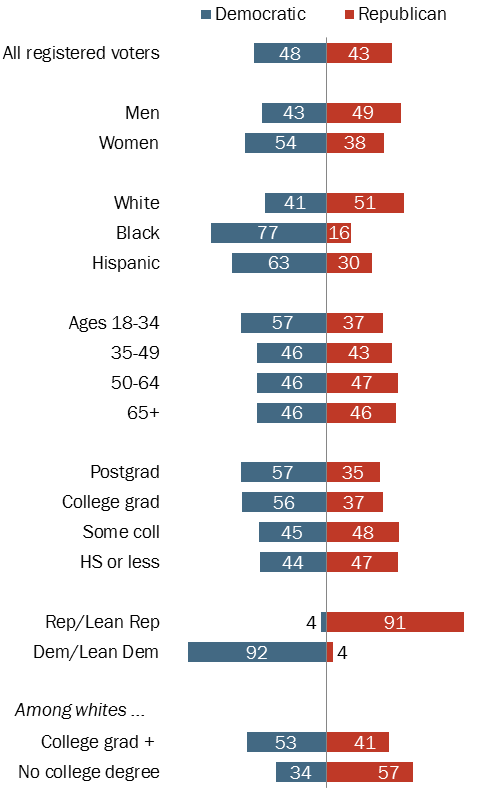 Democratic Republican
All registered voters 48 43
Men 43 49
Women 54 38
White 41 51
Black 77 16
Hispanic 63 30
Ages 18-34 57 37
35-49 46 43
50-64 46 47
65+ 46 46
Postgrad 57 35
College grad 56 37
Some coll 45 48
HS or less 44 47
Rep/Lean Rep 4 91
Dem/Lean Dem 92 4
Among whites ...
College grad + 53 41
No college degree 34 57